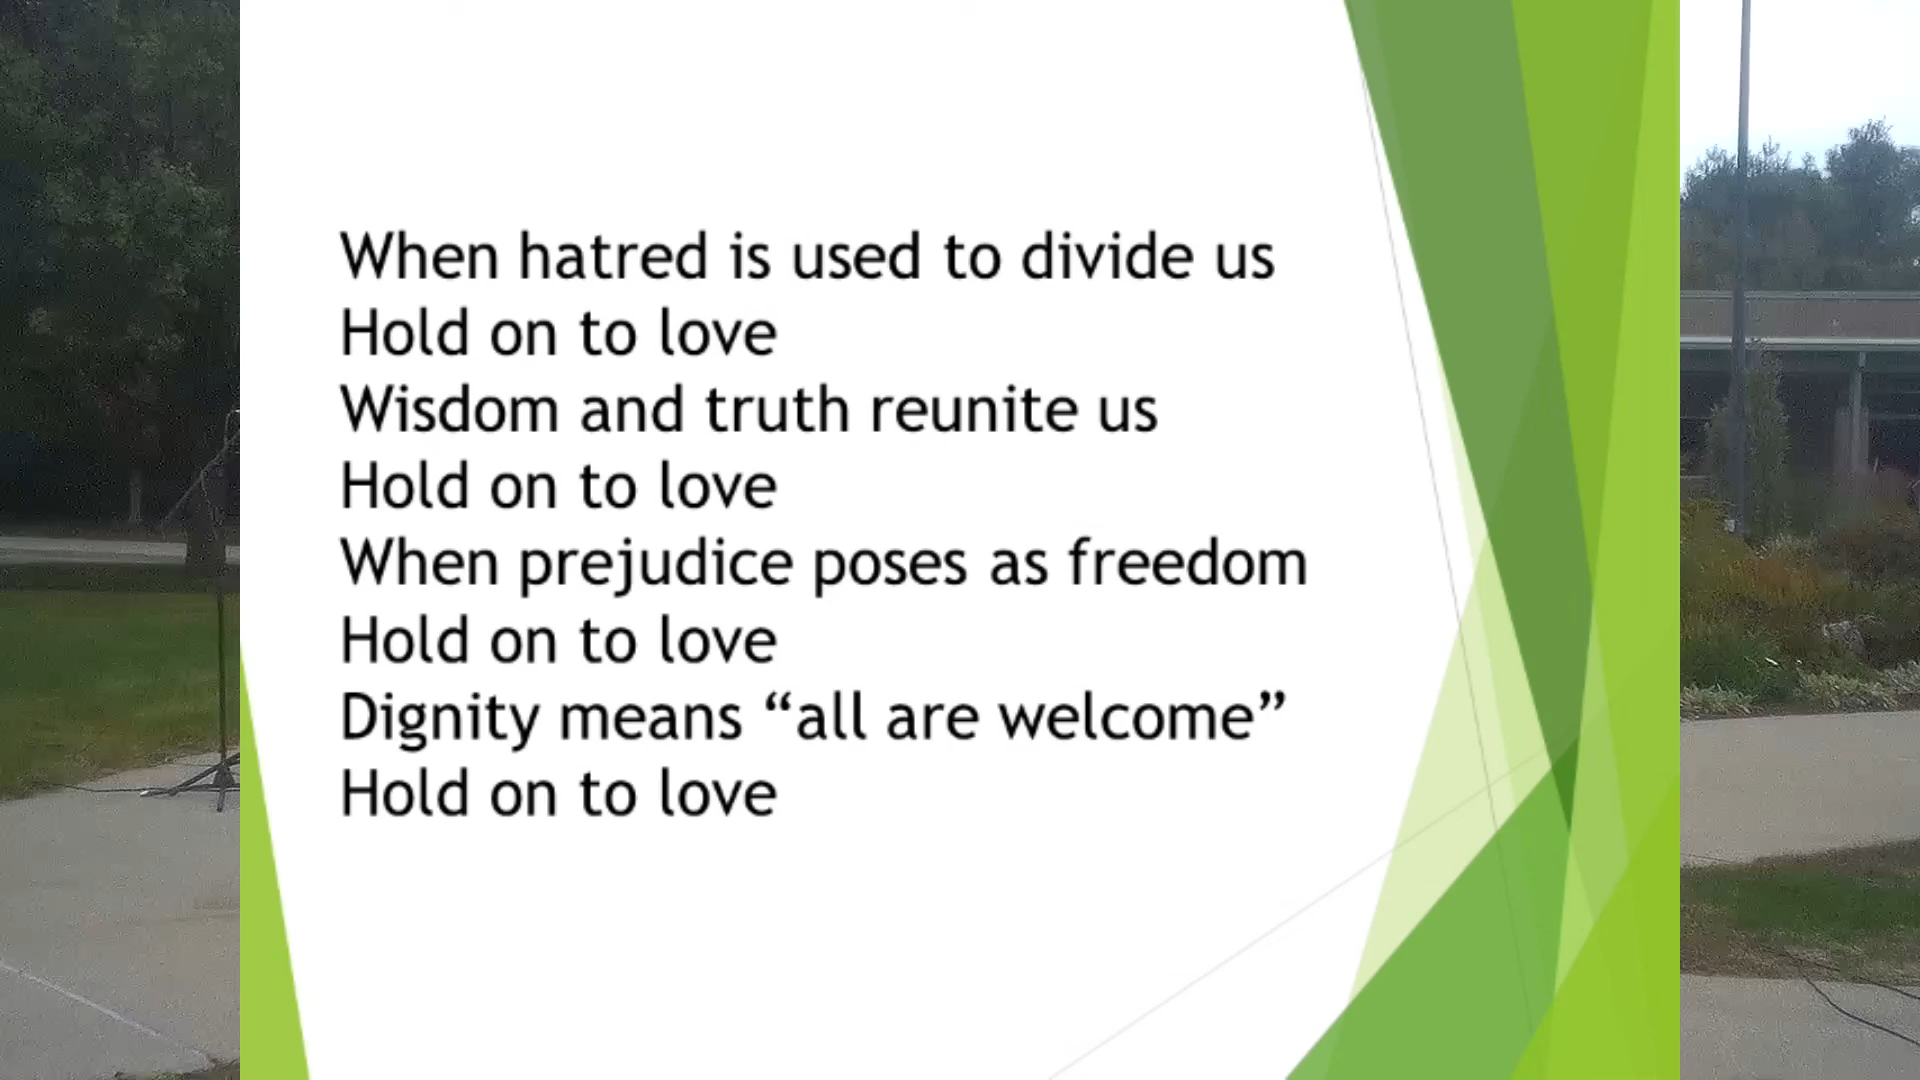 When hatred is used to divide us
Hold on to love
Wisdom and truth reunite us
Hold on to love
When prejudice poses as freedom
Hold on to love
Dignity means “all are welcome”
Hold on to love